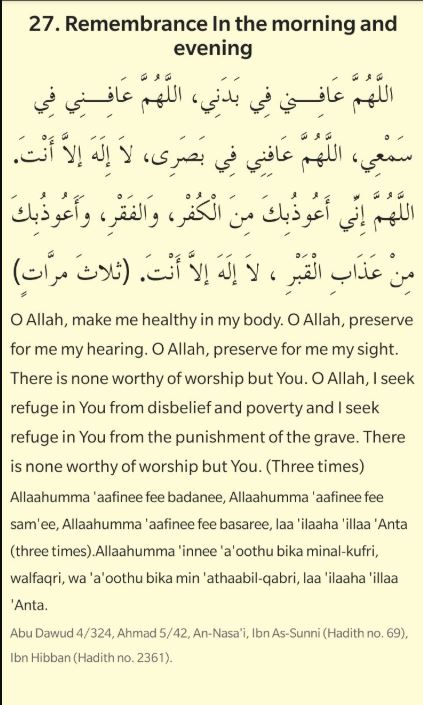 27. Remembrance In the morning and
evening
اللَّهُمَّ عَافِــــنِي فِي بَدَنِي، اللَّهُمَّ عَافِــــنِي فِي
سَمْعِي، اللَّهُمَّ عَافِنِي فِي بَصَرِى، لاَ إِلَهَ إلاَّ أَنْتَ.
اللَّهُمَّ إِنِّي أَعُوذُبِكَ مِنَ الْكُفْر، وَالفَقْرِ، وَأَعُوذُبِكَ
مِنْ عَذَابِ الْقَبْرِ ، لاَ إلَهَ إلاَّ أَنْتَ. (ثلاثَ مرَّاتٍ)
O Allah, make me healthy in my body. O Allah, preserve
for me my hearing. O Allah, preserve for me my sight.
There is none worthy of worship but You. O Allah, I seek
refuge in You from disbelief and poverty and I seek
refuge in You from the punishment of the grave. There
is none worthy of worship but You. (Three times)
Allaahumma 'aafinee fee badanee, Allaahumma 'aafinee fee
sam'ee, Allaahumma 'aafinee fee basaree, laa 'ilaaha 'illaa 'Anta
(three times).Allaahumma 'innee 'a'oothu bika minal-kufri,
walfaqri, wa 'a'oothu bika min 'athaabil-qabri, laa 'ilaaha 'illaa
'Anta.
Abu Dawud 4/324, Ahmad 5/42, An-Nasa'i, Ibn As-Sunni (Hadith no. 69),
Ibn Hibban (Hadith no. 2361).